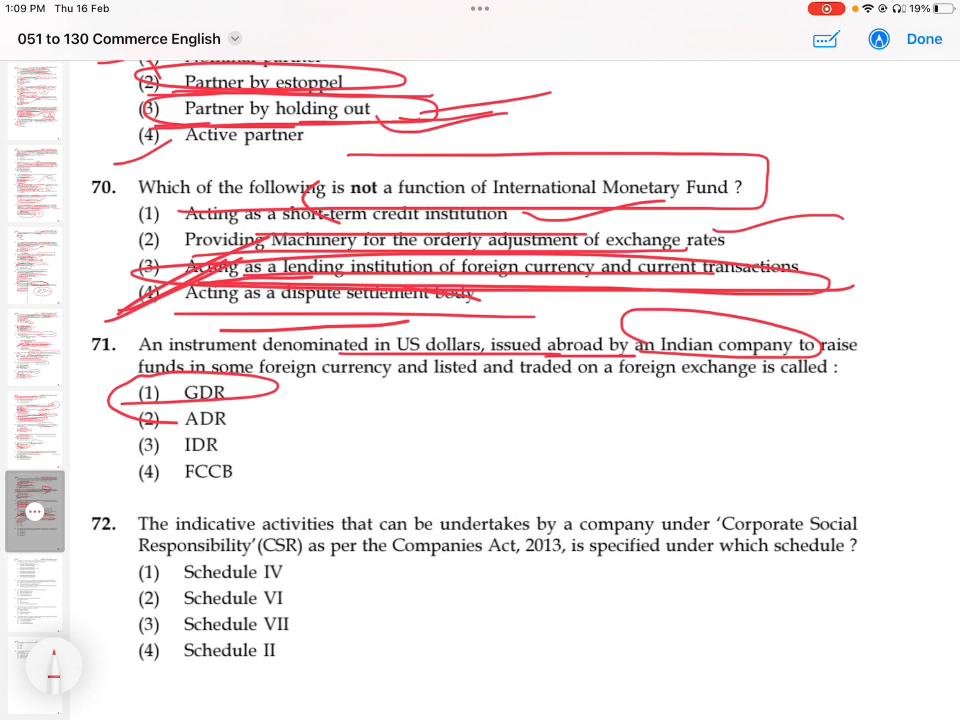 1:09 PM Thu 16 Feb
19%
051 to 130 Commerce English
Done
(2) Partner by estoppel
(3) Partner by holding out
(4) Active partner
70. Which of the following is not a function of International Monetary Fund ?
(1) Acting as a short-term credit institution
(2) Providing Machinery for the orderly adjustment of exchange rates
(3) Acting as a lending institution of foreign currency and current transactions
(4) Acting as a dispute settlement body
71. An instrument denominated in US dollars, issued abroad by an Indian company to raise
funds in some foreign currency and listed and traded on a foreign exchange is called :
(1) GDR
(2) ADR
(3) IDR
(4) FCCB
72. The indicative activities that can be undertakes by a company under ‘Corporate Social
Responsibility’(CSR) as per the Companies Act, 2013, is specified under which schedule ?
(1) Schedule IV
(2) Schedule VI
(3) Schedule VII
(4) Schedule II